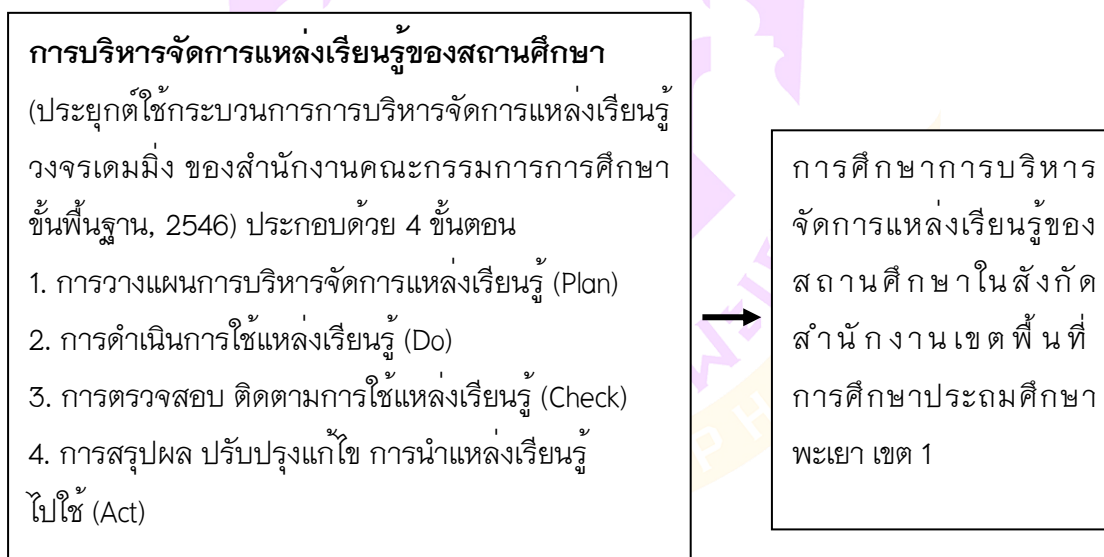 การบริหารจัดการแหล่งเรียนรู้ของสถานศึกษา
(ประยุกต์ใช้กระบวนการการบริหารจัดการแหล่งเรียนรู้
วงจรเดมมิ่ง ของสำนักงานคณะกรรมการการศึกษา
ขั้นพื้นฐาน, 2546) ประกอบด้วย 4 ขั้นตอน
1. การวางแผนการบริหารจัดการแหล่งเรียนรู้ (Plan)
2. การดำเนินการใช้แหล่งเรียนรู้ (Do)
3. การตรวจสอบ ติดตามการใช้แหล่งเรียนรู้ (Check)
4. การสรุปผล ปรับปรุงแก้ไข การนำแหล่งเรียนรู้
ไปใช้ (Act)
การศึกษาการบริหาร
จัดการแหล่งเรียนรู้ของ
สถานศึกษาในสังกัด
สำนักงานเขตพื้นที่
การศึกษาประถมศึกษา
พะเยา เขต 1